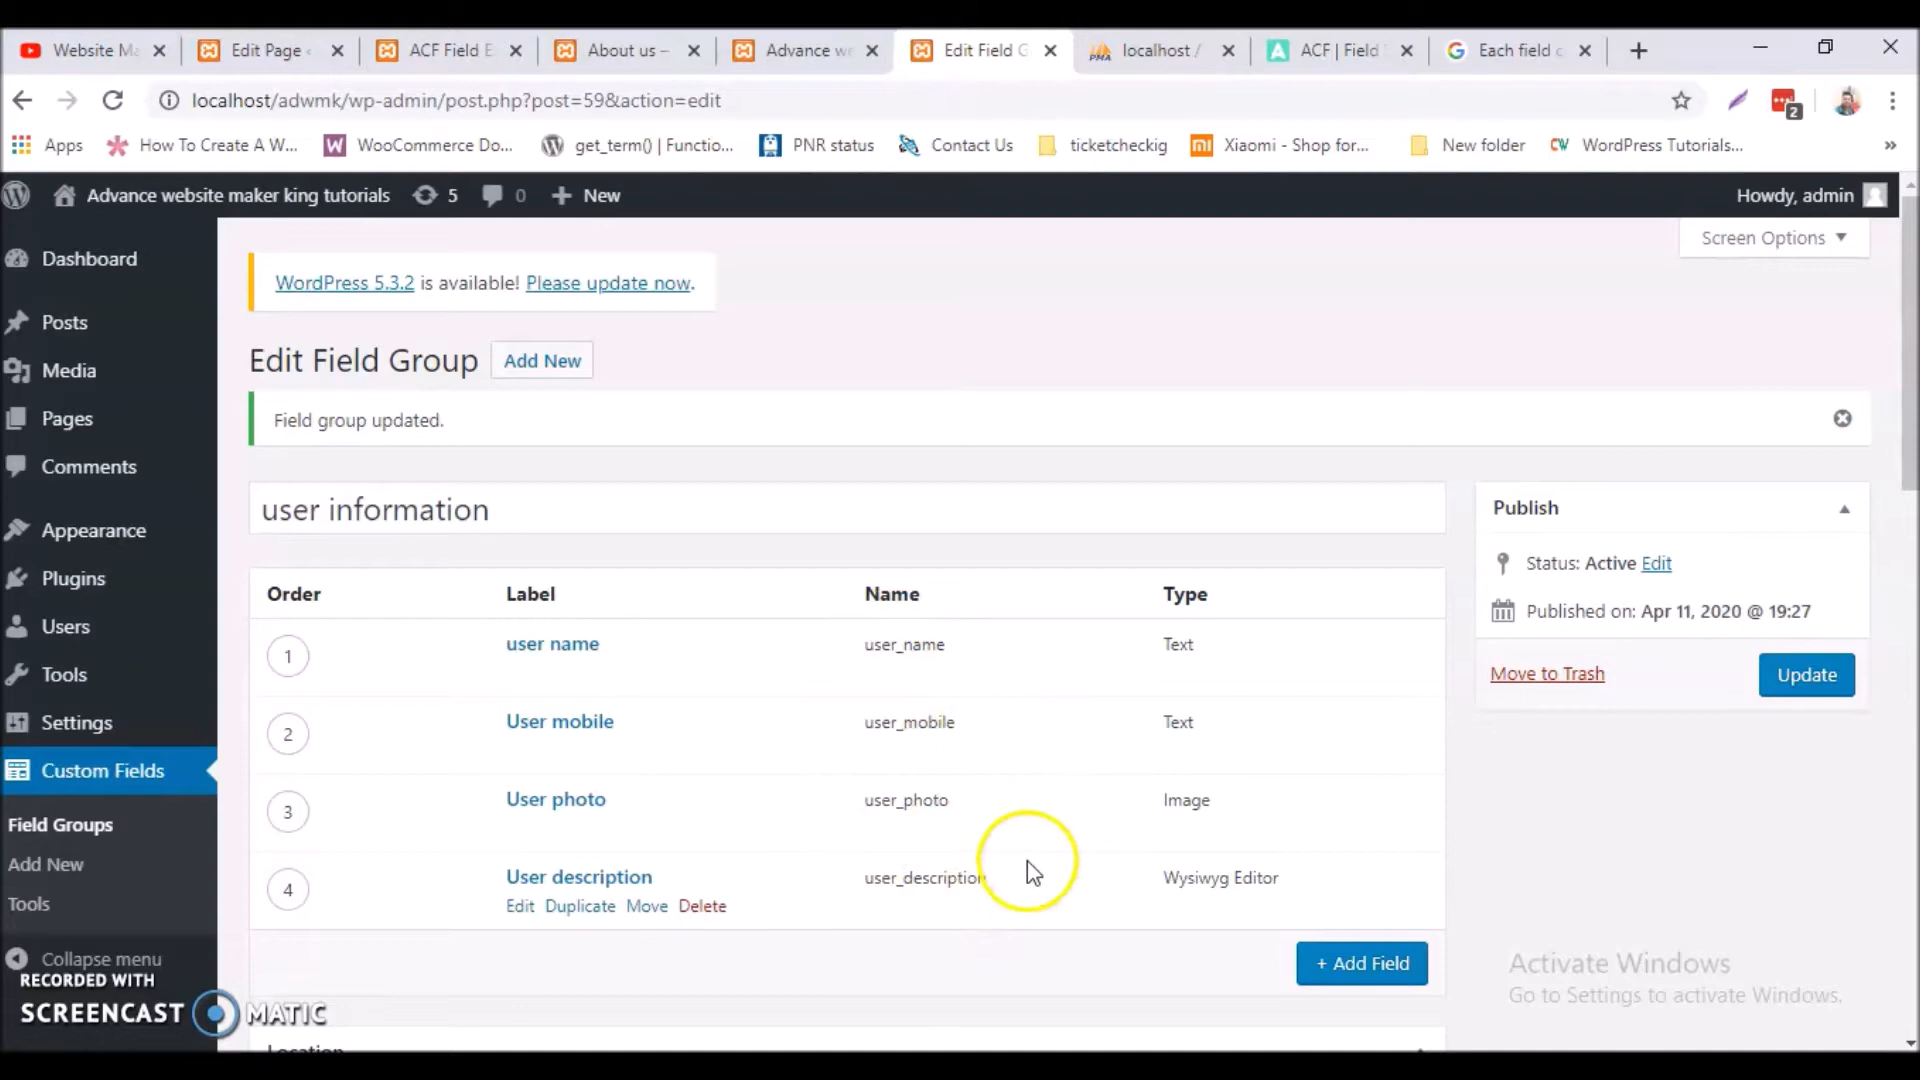 Website Ma
Edit Page
ACF Field E
About us –
Advance we
Edit Field G
localhost /
ACF | Field
Each field c
localhost/adwmk/wp-admin/post.php?post=59&action=edit
2
Apps
How To Create A W...
WooCommerce Do...
get_term() | Functio...
PNR status
Contact Us
ticketcheckig
Xiaomi - Shop for...
New folder
WordPress Tutorials...
»
Advance website maker king tutorials
5
0
New
Howdy, admin
Screen Options
Dashboard
Posts
Media
Pages
Comments
Appearance
Plugins
Users
Tools
Settings
Custom Fields
Field Groups
Add New
Tools
Collapse menu
WordPress 5.3.2 is available! Please update now.
Edit Field Group
Add New
Field group updated.
user information
Order Label Name Type
1 user name user_name Text
2 User mobile user_mobile Text
3 User photo user_photo Image
4 User description user_description Wysiwyg Editor
Edit Duplicate Move Delete
+ Add Field
Location
Publish
Status: Active Edit
Published on: Apr 11, 2020 @ 19:27
Move to Trash
Update
Activate Windows
Go to Settings to activate Windows.
RECORDED WITH
SCREENCAST MATIC